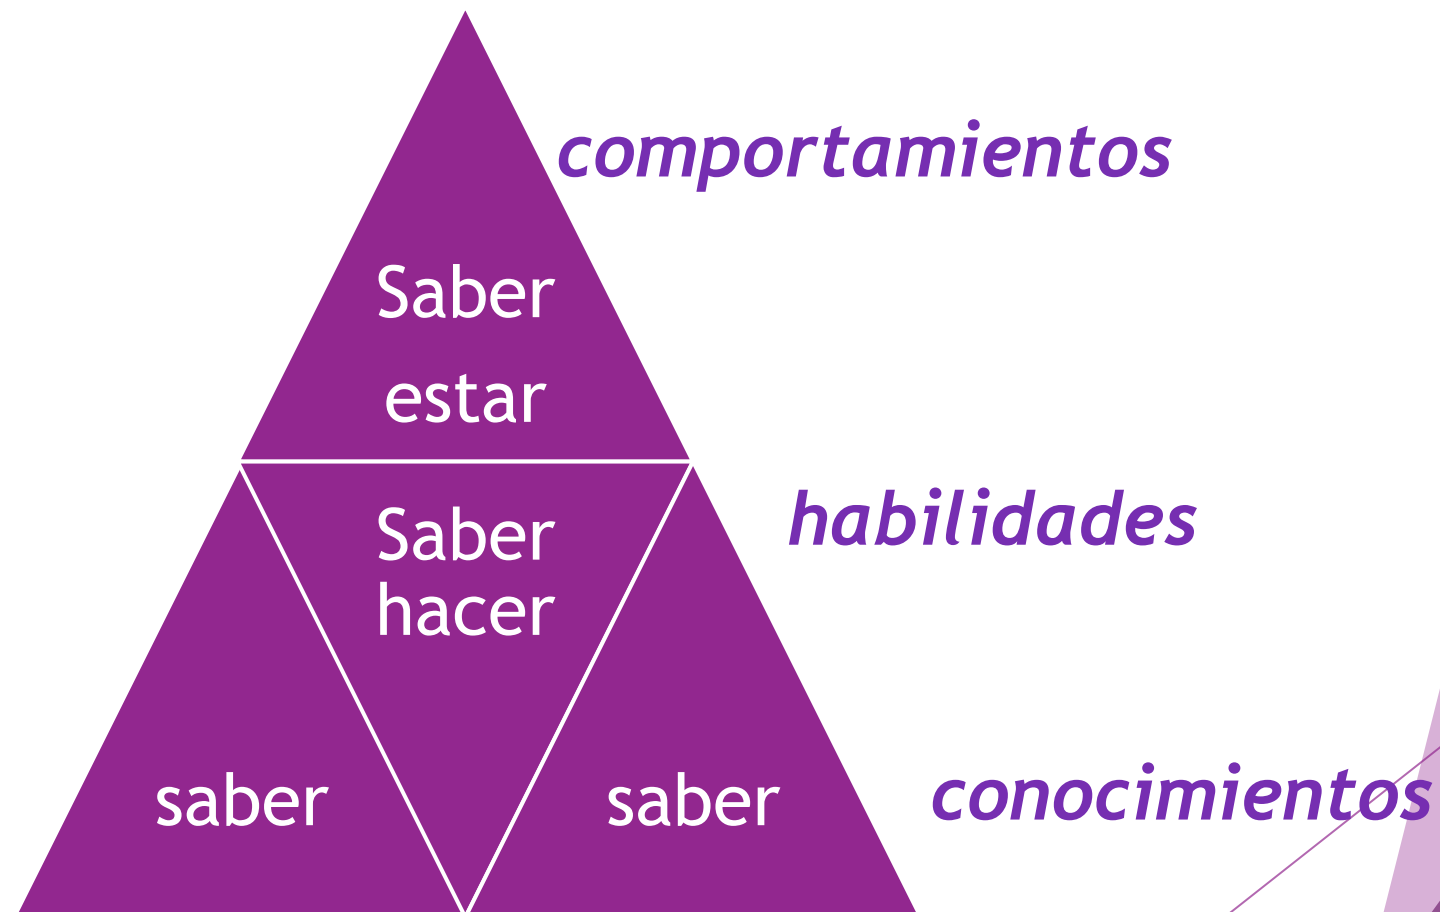 comportamientos
Saber
estar
habilidades
Saber
hacer
saber
saber
conocimientos